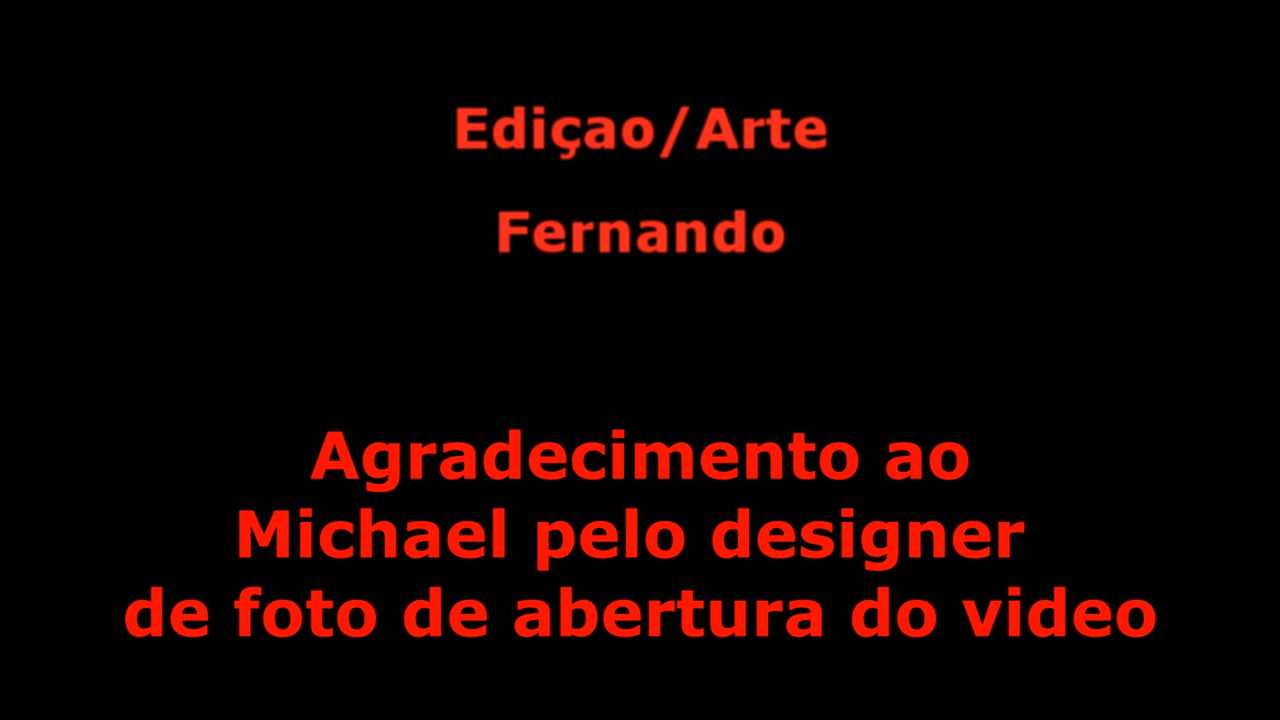 Ediçao/Arte
Fernando
Agradecimento ao
Michael pelo designer
de foto de abertura do video